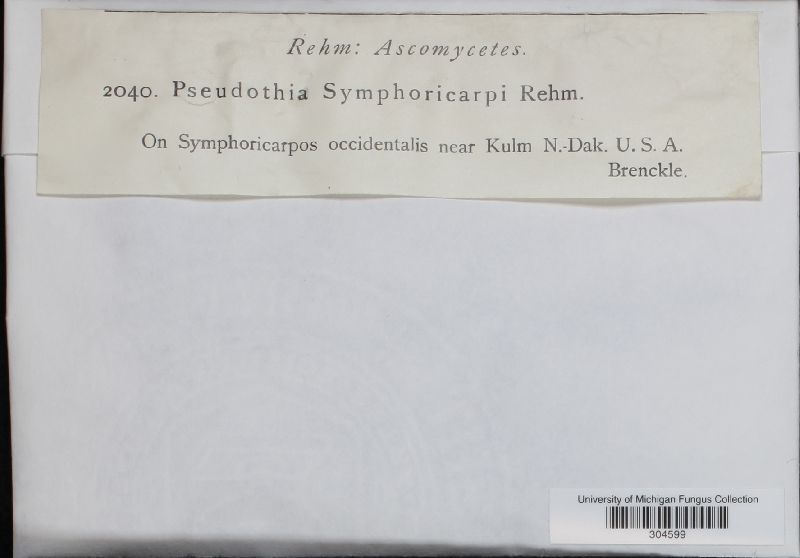 Rehm: Ascomycetes.
2040. Pseudothia Symphoricarpi Rehm.
On Symphoricarpos occidentalis near Kulm N.-Dak. U. S. A.
Brenckle.
University of Michigan Fungus Collection
304599